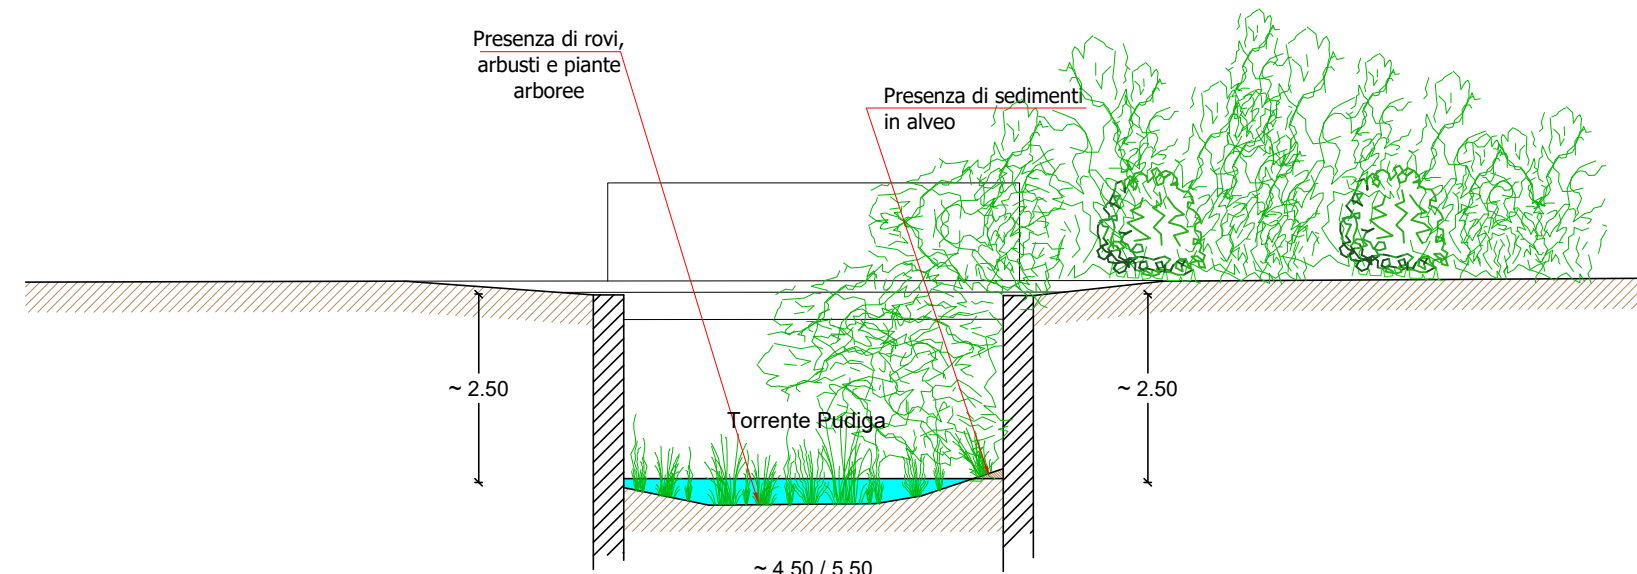 Presenza di rovi,
arbusti e piante
arboree
Presenza di sedimenti
in alveo
~ 2.50
~ 2.50
Torrente Pudiga
~ 4.50 / 5.50